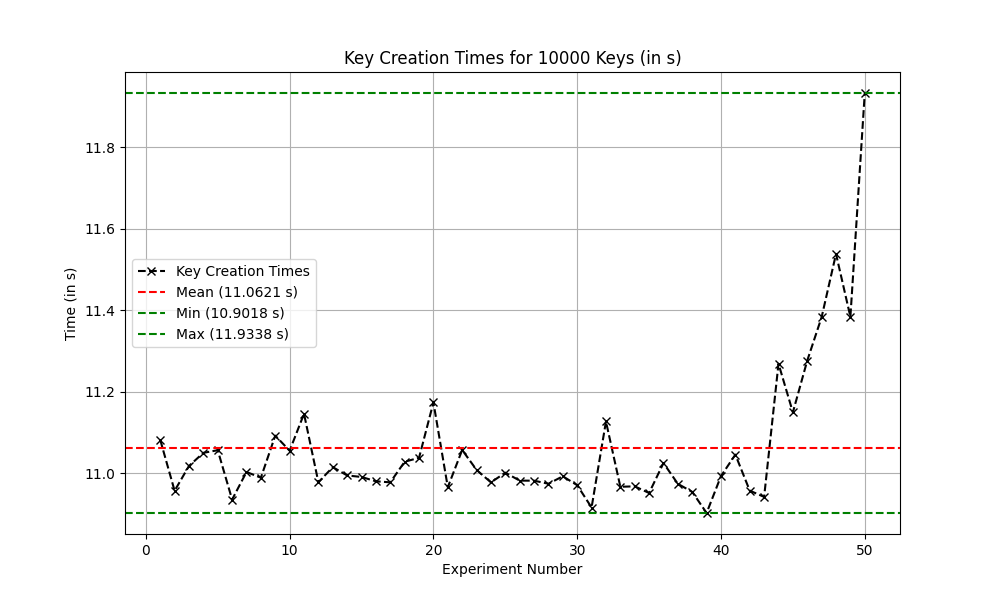 Key Creation Times for 10000 Keys (in s)
Time (in s)
11.8
11.6
11.4
11.2
11.0
Key Creation Times
Mean (11.0621 s)
Min (10.9018 s)
Max (11.9338 s)
0 10 20 30 40 50
Experiment Number